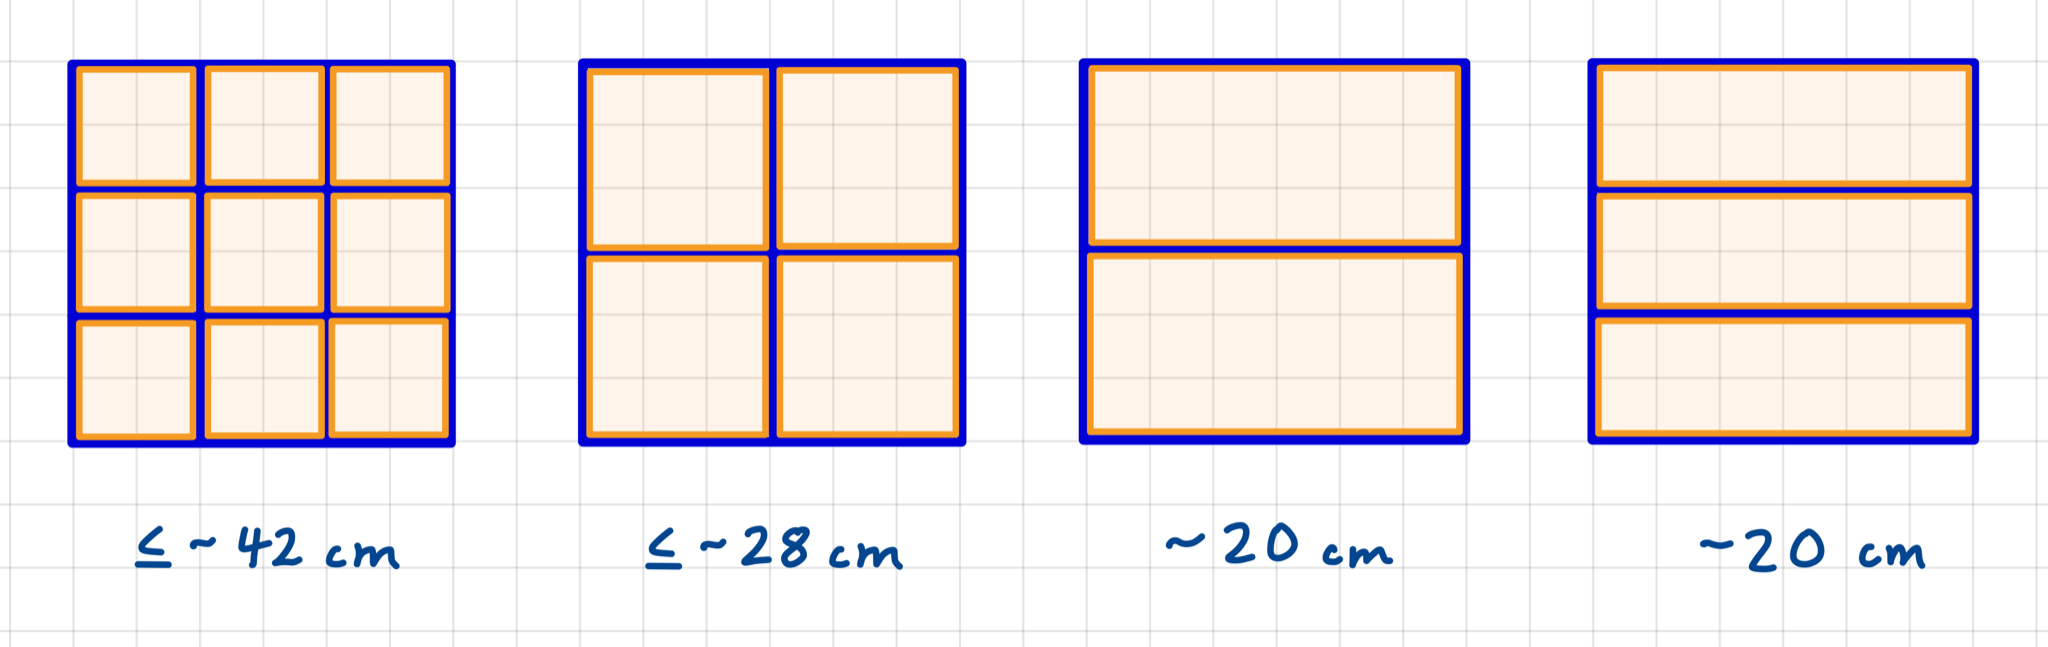 ≤ ~ 42 cm
≤ ~ 28 cm
~ 20 cm
~ 20 cm